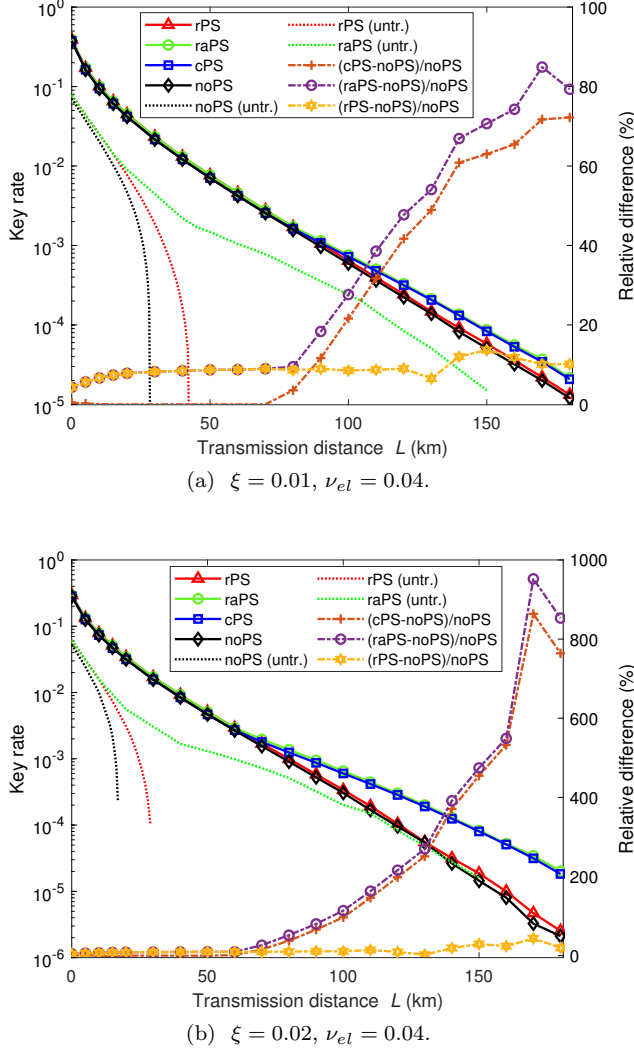 10^0
10^-1
10^-2
10^-3
10^-4
10^-5
Key rate
rPS
raPS
cPS
noPS
noPS (untr.)
rPS (untr.)
raPS (untr.)
(cPS-noPS)/noPS
(raPS-noPS)/noPS
(rPS-noPS)/noPS
100
80
60
40
20
0
Relative difference (%)
0 50 100 150
Transmission distance L (km)
(a) ξ = 0.01, ν_el = 0.04.
10^0
10^-1
10^-2
10^-3
10^-4
10^-5
10^-6
Key rate
rPS
raPS
cPS
noPS
noPS (untr.)
rPS (untr.)
raPS (untr.)
(cPS-noPS)/noPS
(raPS-noPS)/noPS
(rPS-noPS)/noPS
1000
800
600
400
200
0
Relative difference (%)
0 50 100 150
Transmission distance L (km)
(b) ξ = 0.02, ν_el = 0.04.